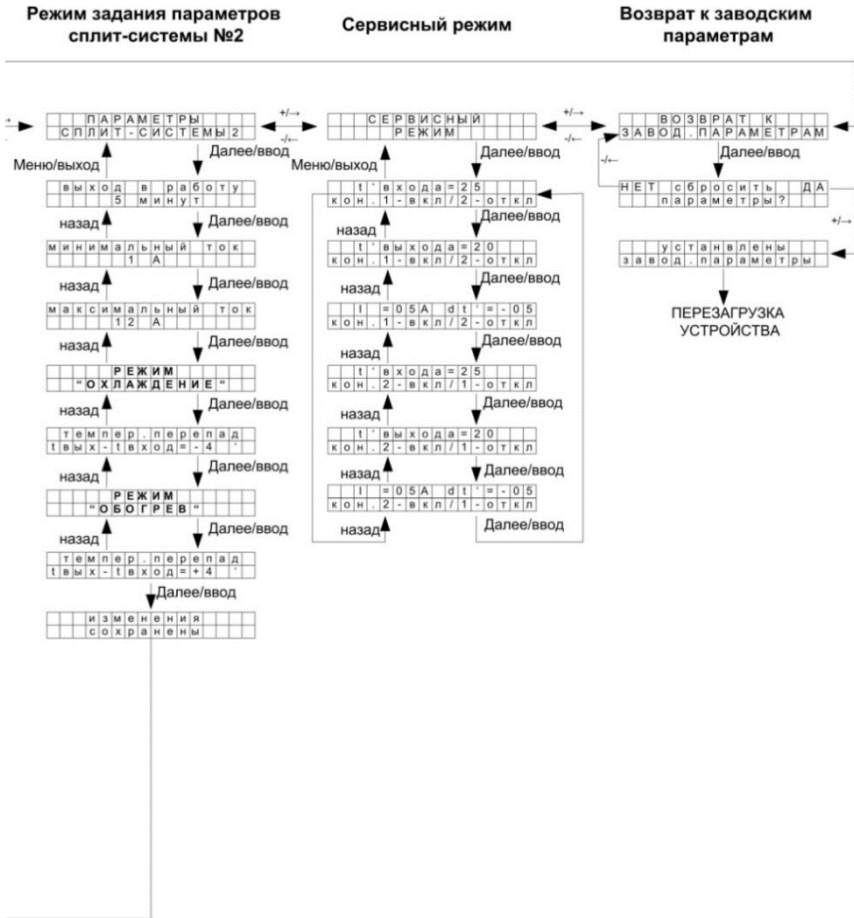 Режим задания параметров
сплит-системы №2
ПАРАМЕТРЫ
СПЛИТ-СИСТЕМЫ2
+/→
-/←
Меню/выход
Далее/ввод
выход в работу
5 минут
назад
Далее/ввод
минимальный ток
1 А
назад
Далее/ввод
максимальный ток
12 А
назад
Далее/ввод
РЕЖИМ
"ОХЛАЖДЕНИЕ"
назад
Далее/ввод
темпер.перепад
tвых-tвход=-4 '
назад
Далее/ввод
РЕЖИМ
"ОБОГРЕВ"
назад
Далее/ввод
темпер.перепад
tвых-tвход=+4 '
Далее/ввод
изменения
сохранены
Сервисный режим
СЕРВИСНЫЙ
РЕЖИМ
+/→
-/←
Меню/выход
Далее/ввод
t'входа=25
кон.1-вкл/2-откл
назад
Далее/ввод
t'выхода=20
кон.1-вкл/2-откл
назад
Далее/ввод
I =05А dt'=-05
кон.1-вкл/2-откл
назад
Далее/ввод
t'входа=25
кон.2-вкл/1-откл
назад
Далее/ввод
t'выхода=20
кон.2-вкл/1-откл
назад
Далее/ввод
I =05А dt'=-05
кон.2-вкл/1-откл
назад
Далее/ввод
Возврат к заводским
параметрам
ВОЗВРАТ К
ЗАВОД.ПАРАМЕТРАМ
-/←
Далее/ввод
НЕТ сбросить ДА
параметры?
+/→
установлены
завод.параметры
ПЕРЕЗАГРУЗКА
УСТРОЙСТВА